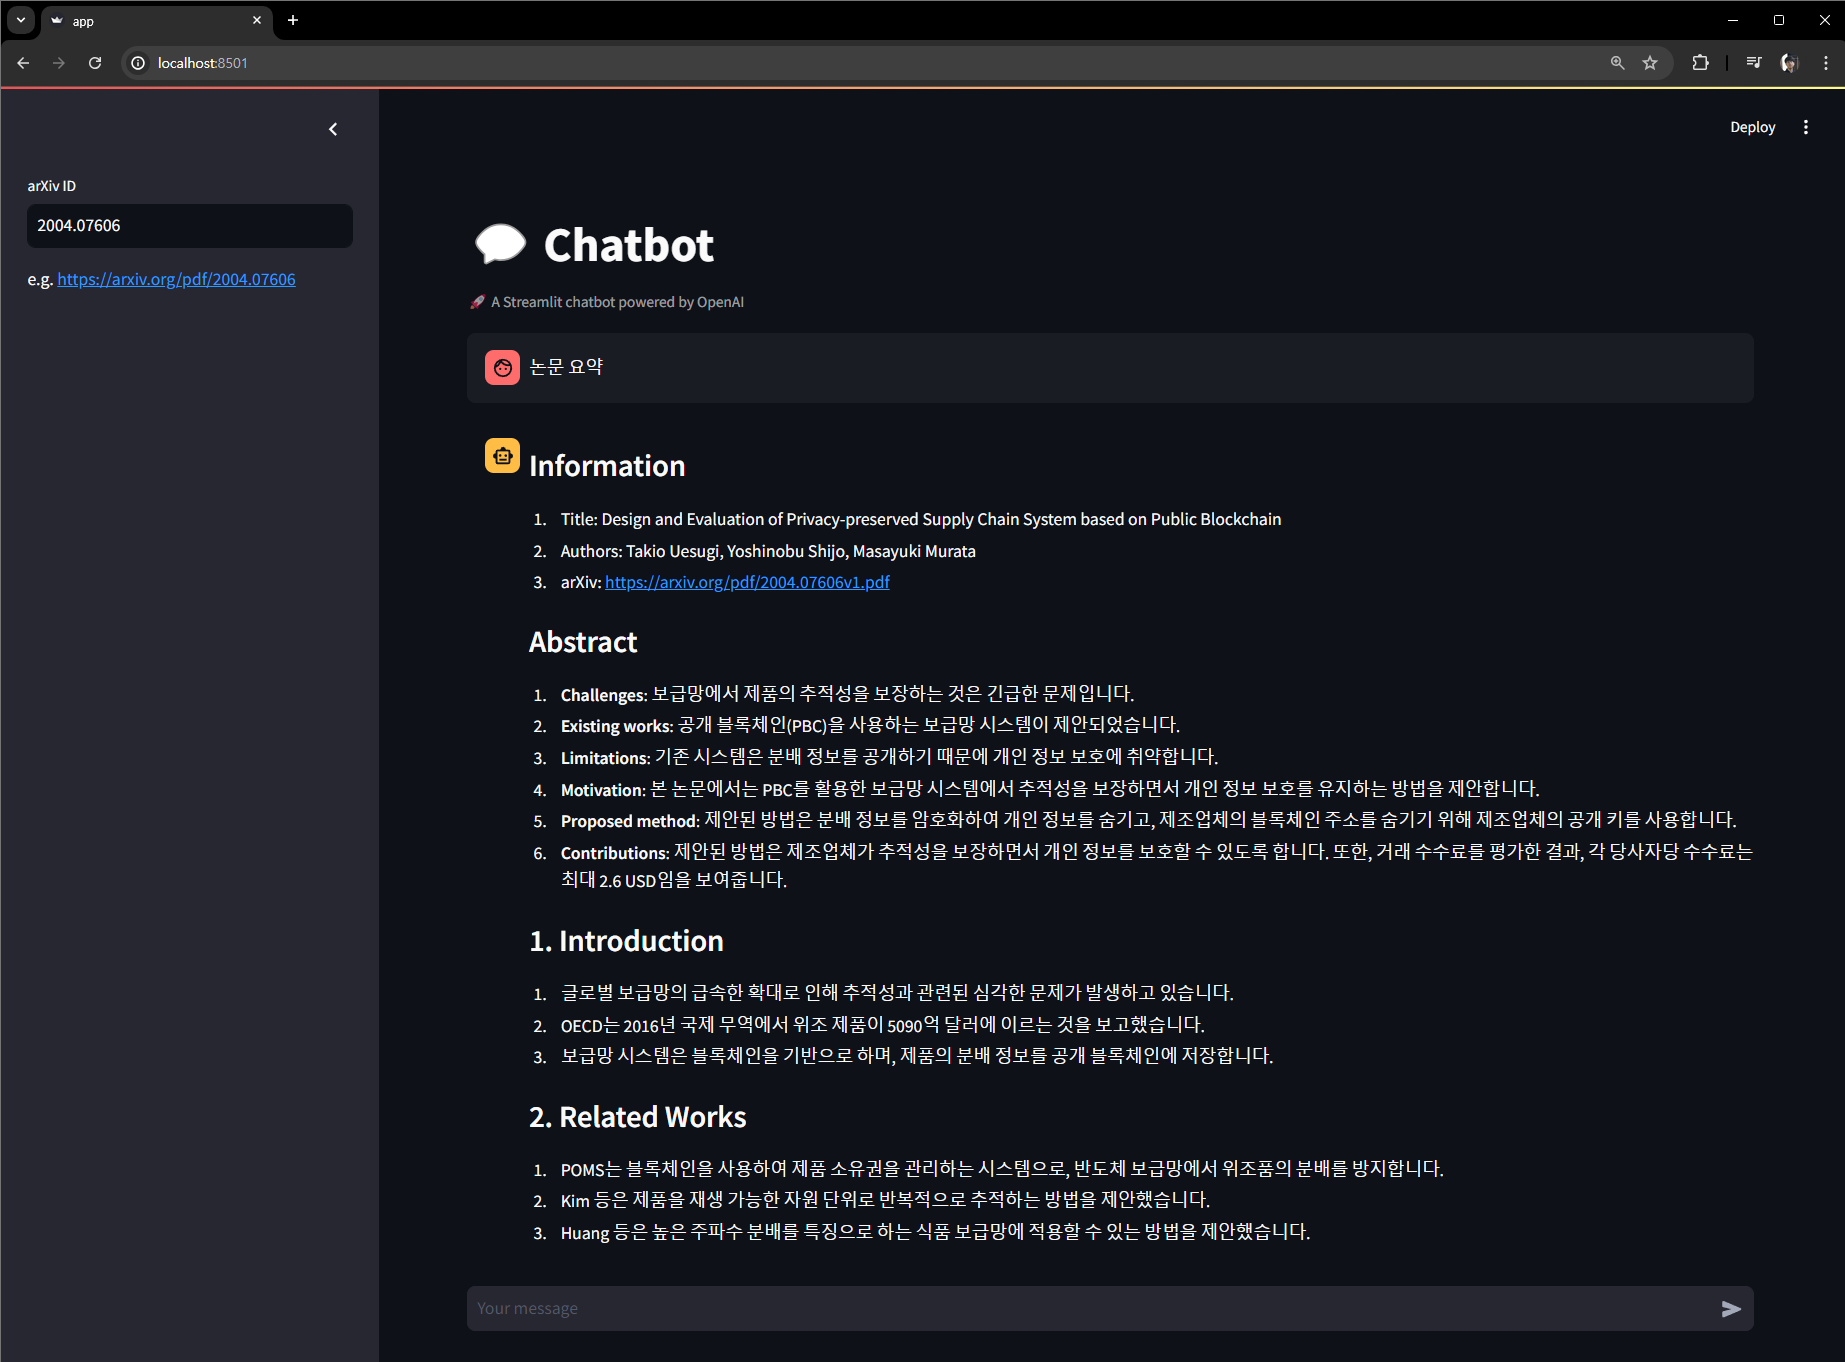 app
localhost:8501
Deploy
arXiv ID
2004.07606
e.g. https://arxiv.org/pdf/2004.07606
Chatbot
A Streamlit chatbot powered by OpenAI
논문 요약
Information
1. Title: Design and Evaluation of Privacy-preserved Supply Chain System based on Public Blockchain
2. Authors: Takio Uesugi, Yoshinobu Shijo, Masayuki Murata
3. arXiv: https://arxiv.org/pdf/2004.07606v1.pdf
Abstract
1. Challenges: 보급망에서 제품의 추적성을 보장하는 것은 긴급한 문제입니다.
2. Existing works: 공개 블록체인(PBC)을 사용하는 보급망 시스템이 제안되었습니다.
3. Limitations: 기존 시스템은 분배 정보를 공개하기 때문에 개인 정보 보호에 취약합니다.
4. Motivation: 본 논문에서는 PBC를 활용한 보급망 시스템에서 추적성을 보장하면서 개인 정보 보호를 유지하는 방법을 제안합니다.
5. Proposed method: 제안된 방법은 분배 정보를 암호화하여 개인 정보를 숨기고, 제조업체의 블록체인 주소를 숨기기 위해 제조업체의 공개 키를 사용합니다.
6. Contributions: 제안된 방법은 제조업체가 추적성을 보장하면서 개인 정보를 보호할 수 있도록 합니다. 또한, 거래 수수료를 평가한 결과, 각 당사자당 수수료는
최대 2.6 USD임을 보여줍니다.
1. Introduction
1. 글로벌 보급망의 급속한 확대로 인해 추적성과 관련된 심각한 문제가 발생하고 있습니다.
2. OECD는 2016년 국제 무역에서 위조 제품이 5090억 달러에 이르는 것을 보고했습니다.
3. 보급망 시스템은 블록체인을 기반으로 하며, 제품의 분배 정보를 공개 블록체인에 저장합니다.
2. Related Works
1. POMS는 블록체인을 사용하여 제품 소유권을 관리하는 시스템으로, 반도체 보급망에서 위조품의 분배를 방지합니다.
2. Kim 등은 제품을 재생 가능한 자원 단위로 반복적으로 추적하는 방법을 제안했습니다.
3. Huang 등은 높은 주파수 분배를 특징으로 하는 식품 보급망에 적용할 수 있는 방법을 제안했습니다.
Your message